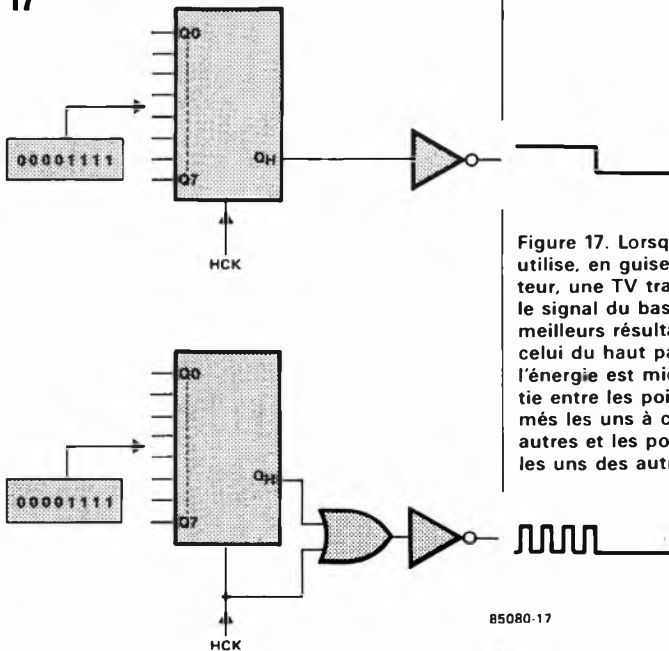 17
Q0
00001111
QH
Q7
HCK
Figure 17. Lorsq
utilise, en guise
teur, une TV tra
le signal du bas
meilleurs résulta
celui du haut pa
l'énergie est mie
tie entre les poi
més les uns à c
autres et les po
les uns des autr
Q0
QH
00001111
Q7
HCK
85080-17